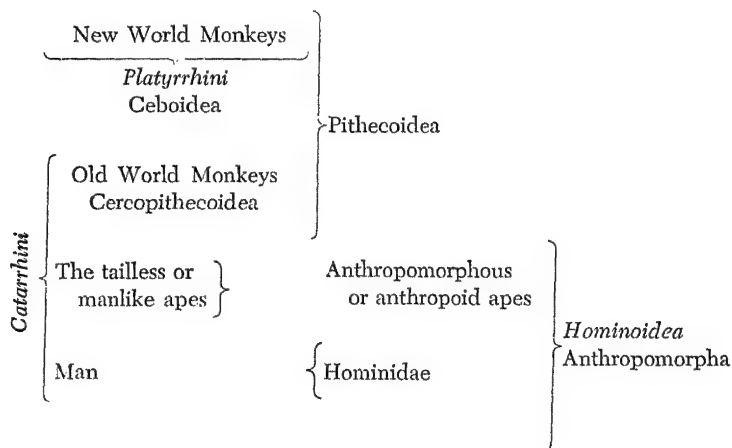 New World Monkeys
Platyrrhini
Ceboidea
Pithecoidea
Old World Monkeys
Cercopithecoidea
Catarrhini
The tailless or
manlike apes
Anthropomorphous
or anthropoid apes
Hominoidea
Anthropomorpha
Man
Hominidae